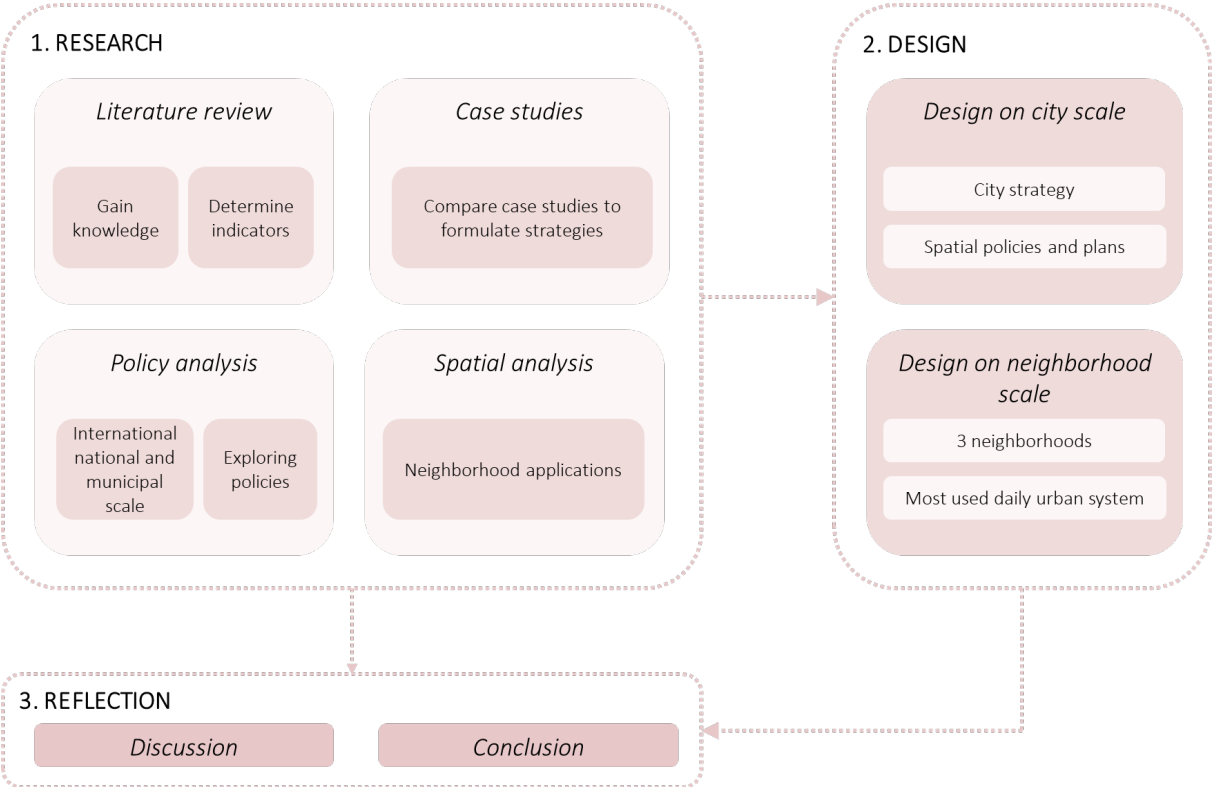 1. RESEARCH
Literature review
Gain
knowledge
Determine
indicators
Case studies
Compare case studies to
formulate strategies
Policy analysis
International
national and
municipal
scale
Exploring
policies
Spatial analysis
Neighborhood applications
2. DESIGN
Design on city scale
City strategy
Spatial policies and plans
Design on neighborhood
scale
3 neighborhoods
Most used daily urban system
3. REFLECTION
Discussion
Conclusion